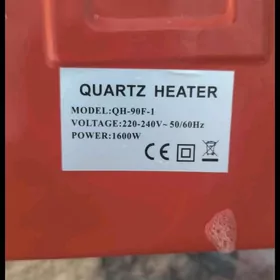 QUARTZ HEATER
MODEL:QH-90F-1
VOLTAGE:220-240V~ 50/60Hz
POWER:1600W
CE